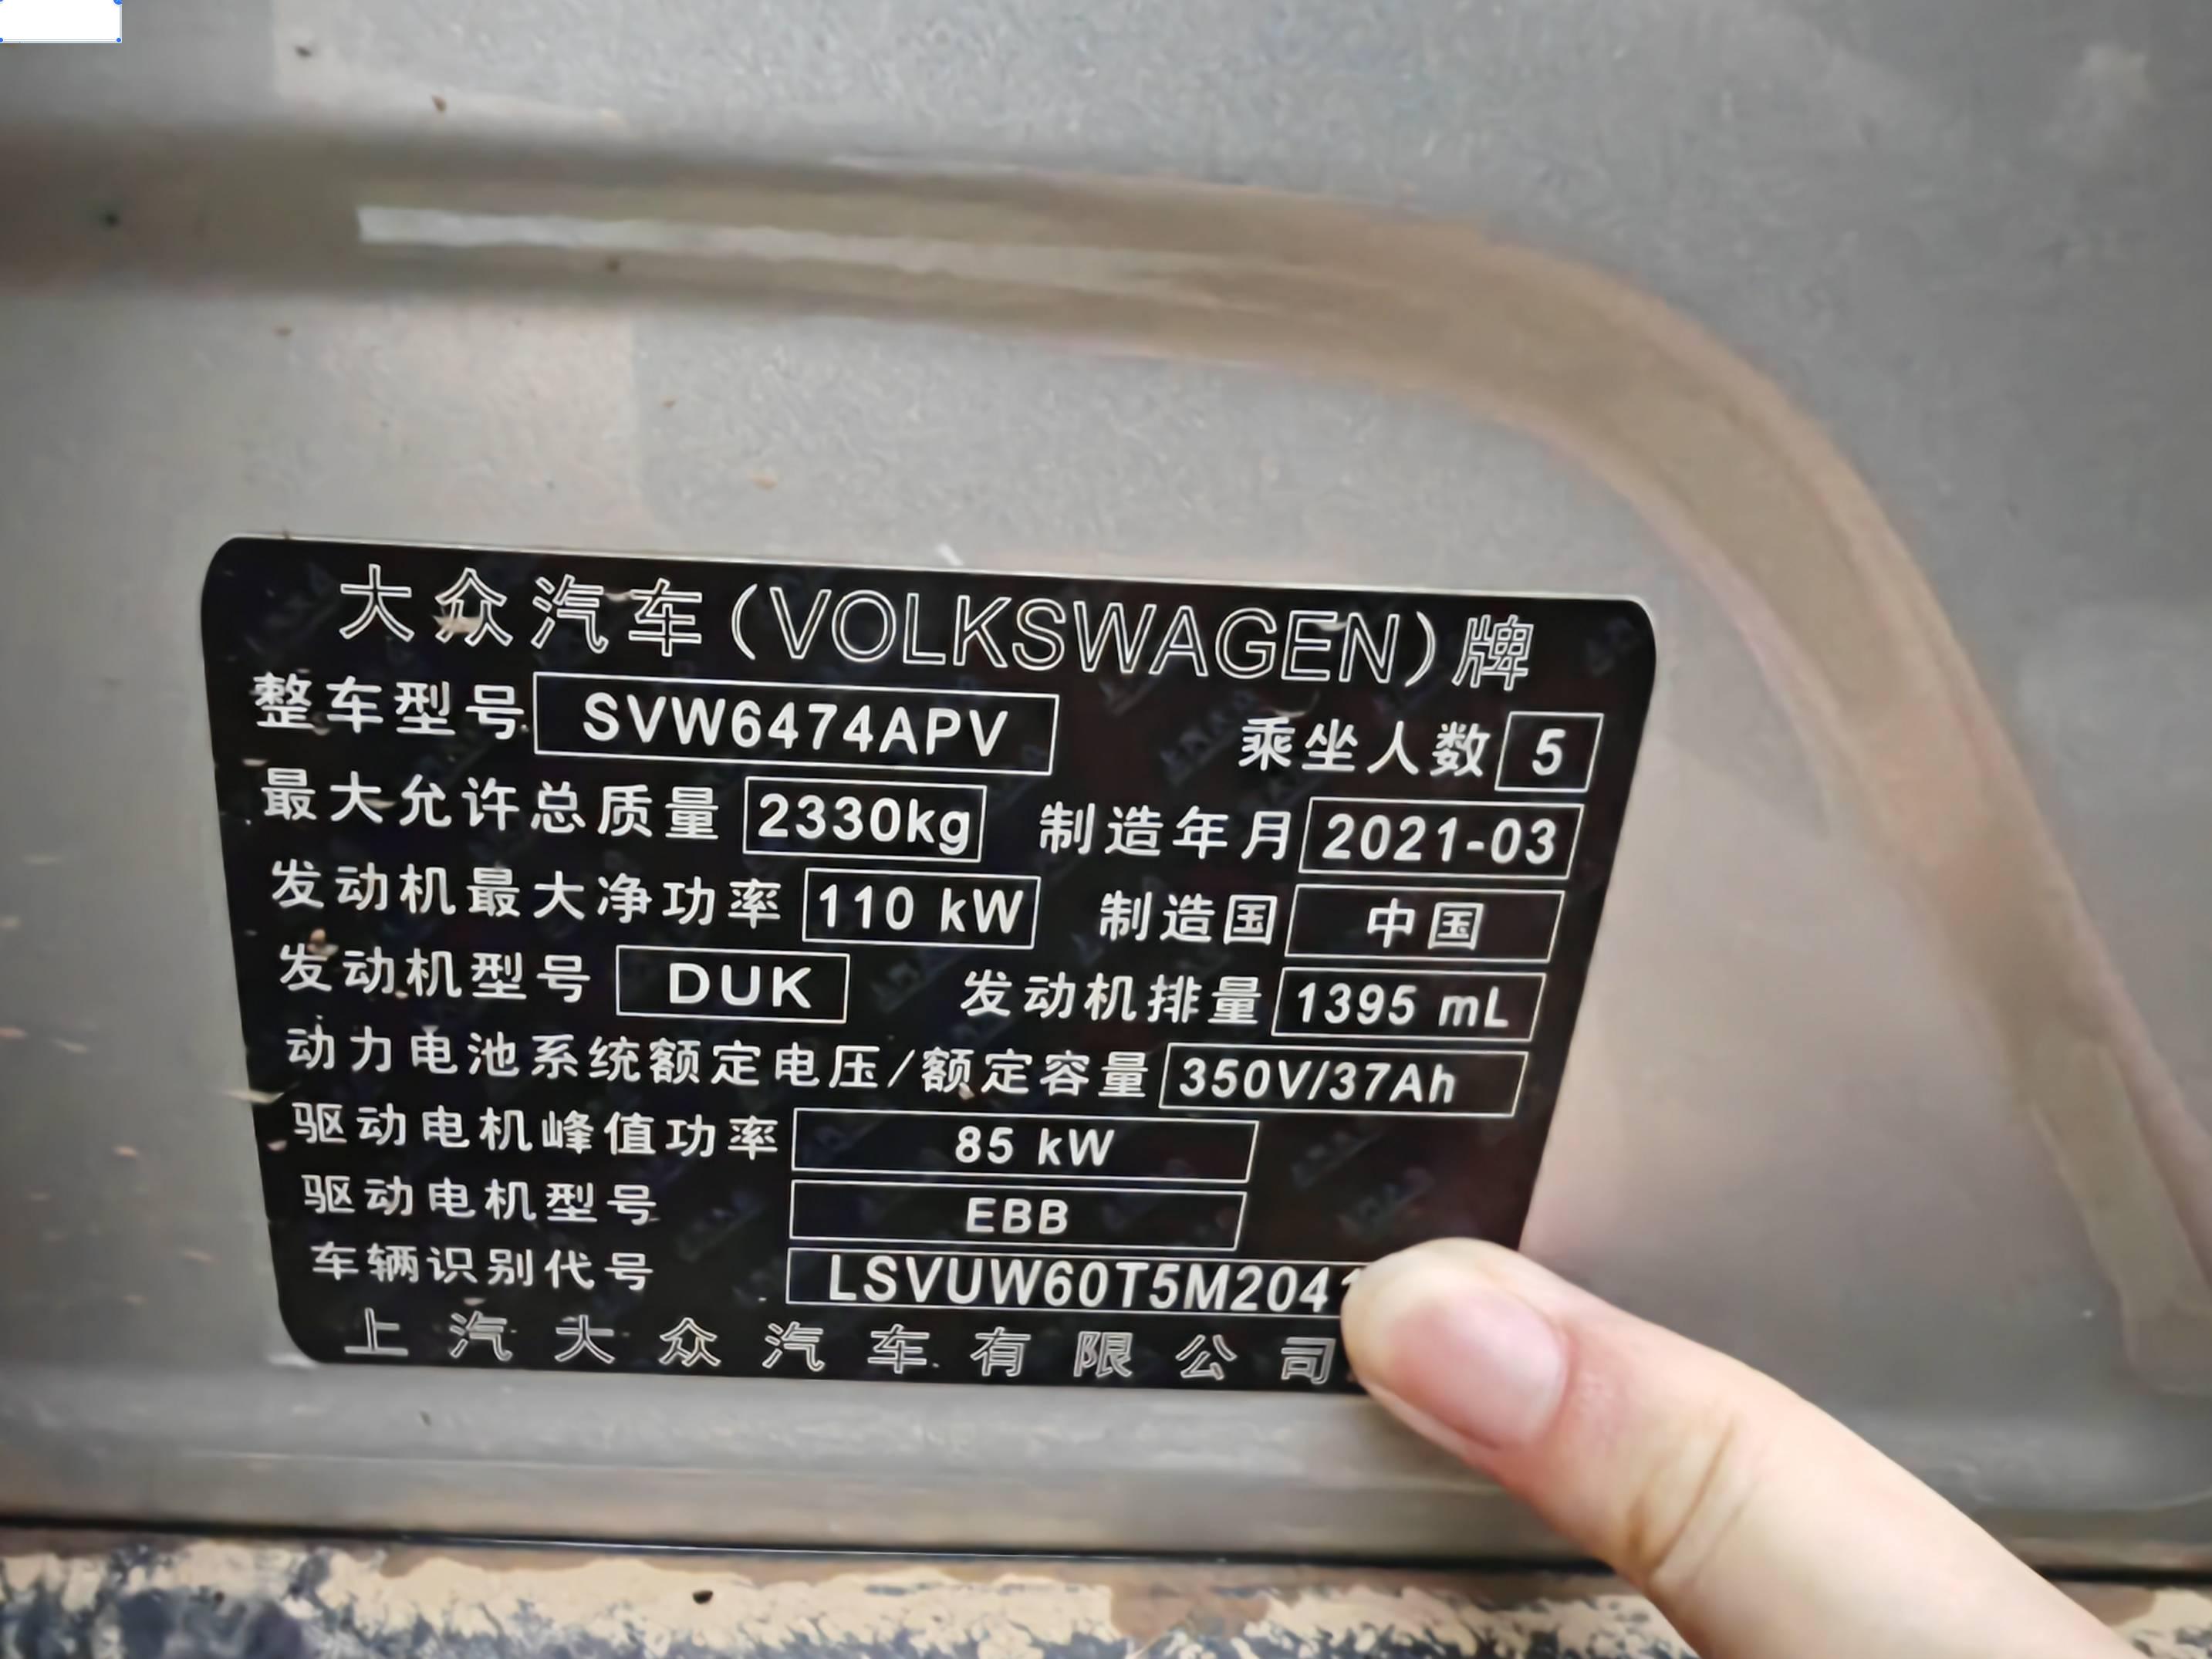 大众汽车(VOLKSWAGEN)牌
整车型号 SVW6474APV 乘坐人数 5
最大允许总质量 2330kg 制造年月 2021-03
发动机最大净功率 110 kW 制造国 中国
发动机型号 DUK 发动机排量 1395 mL
动力电池系统额定电压/额定容量 350V/37Ah
驱动电机峰值功率 85 kW
驱动电机型号 EBB
车辆识别代号 LSVUW60T5M204
上汽大众汽车有限公司